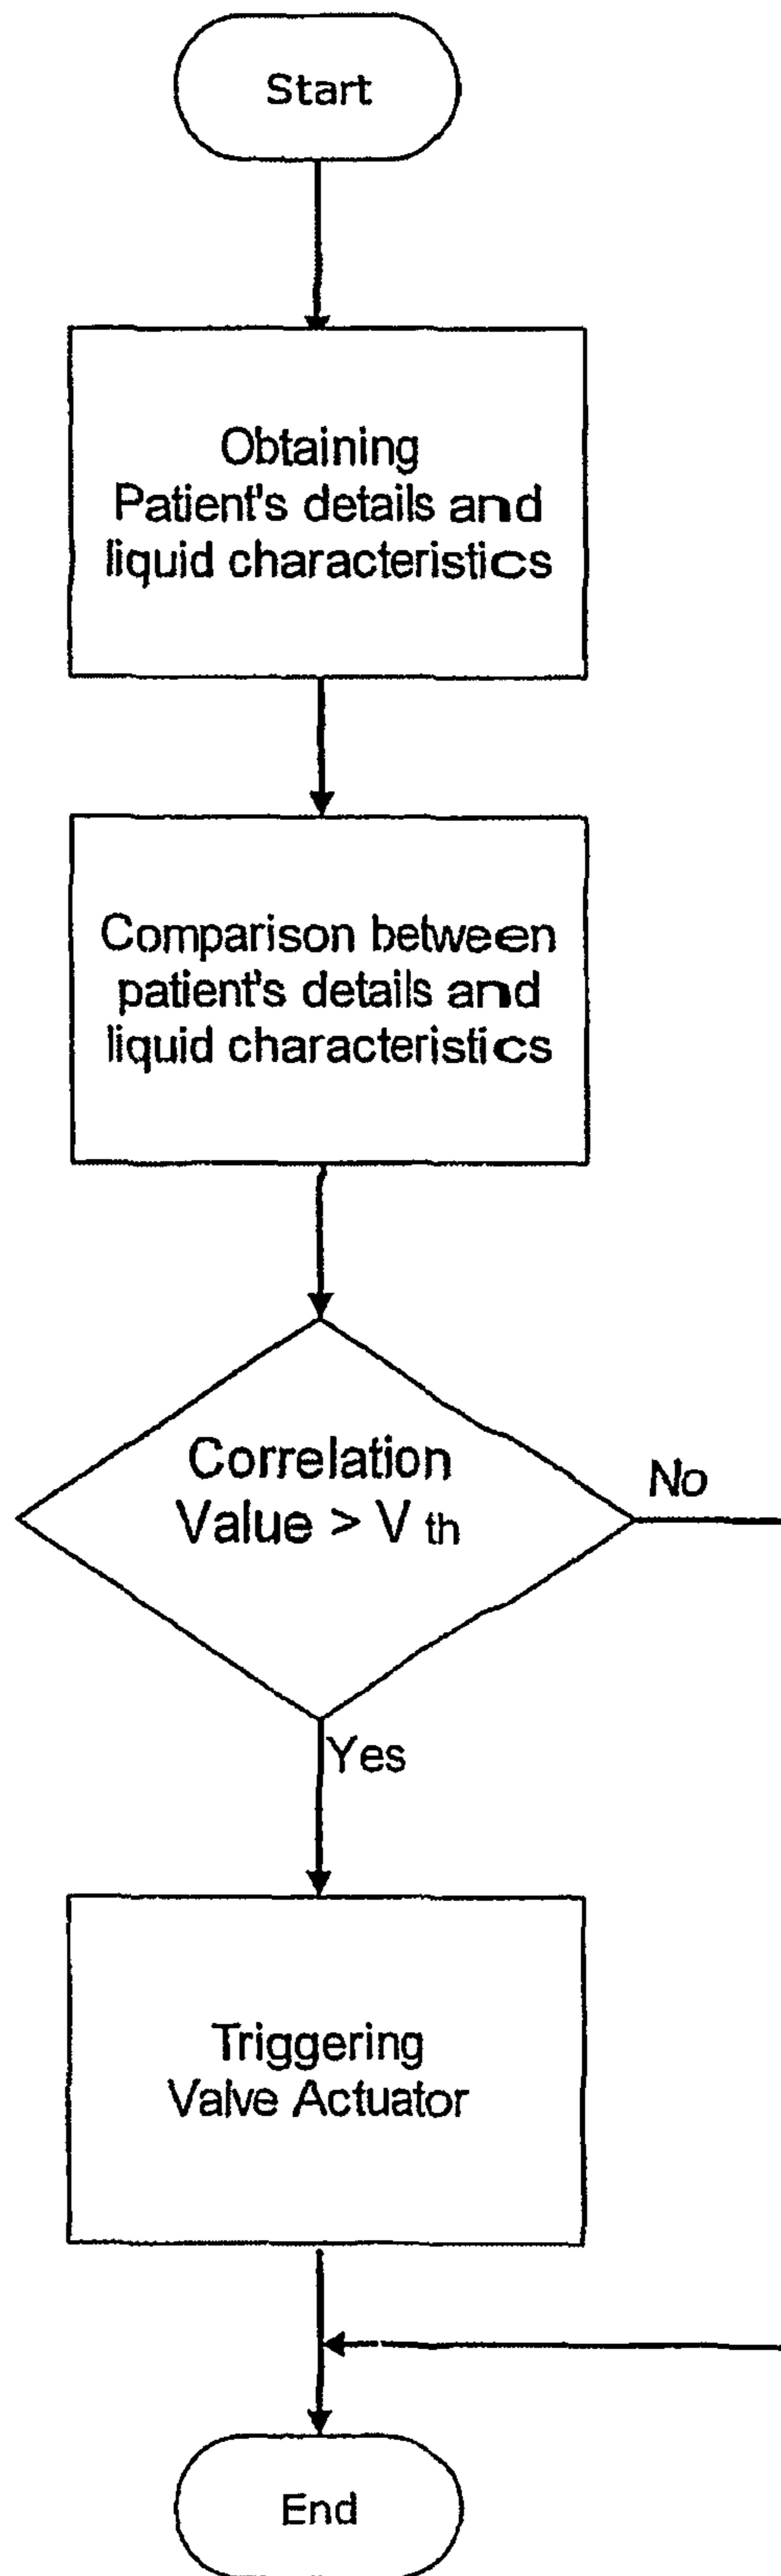 Start
Obtaining
Patient's details and
liquid characteristics
Comparison between
patient's details and
liquid characteristics
Correlation
Value > V th
No
Yes
Triggering
Valve Actuator
End